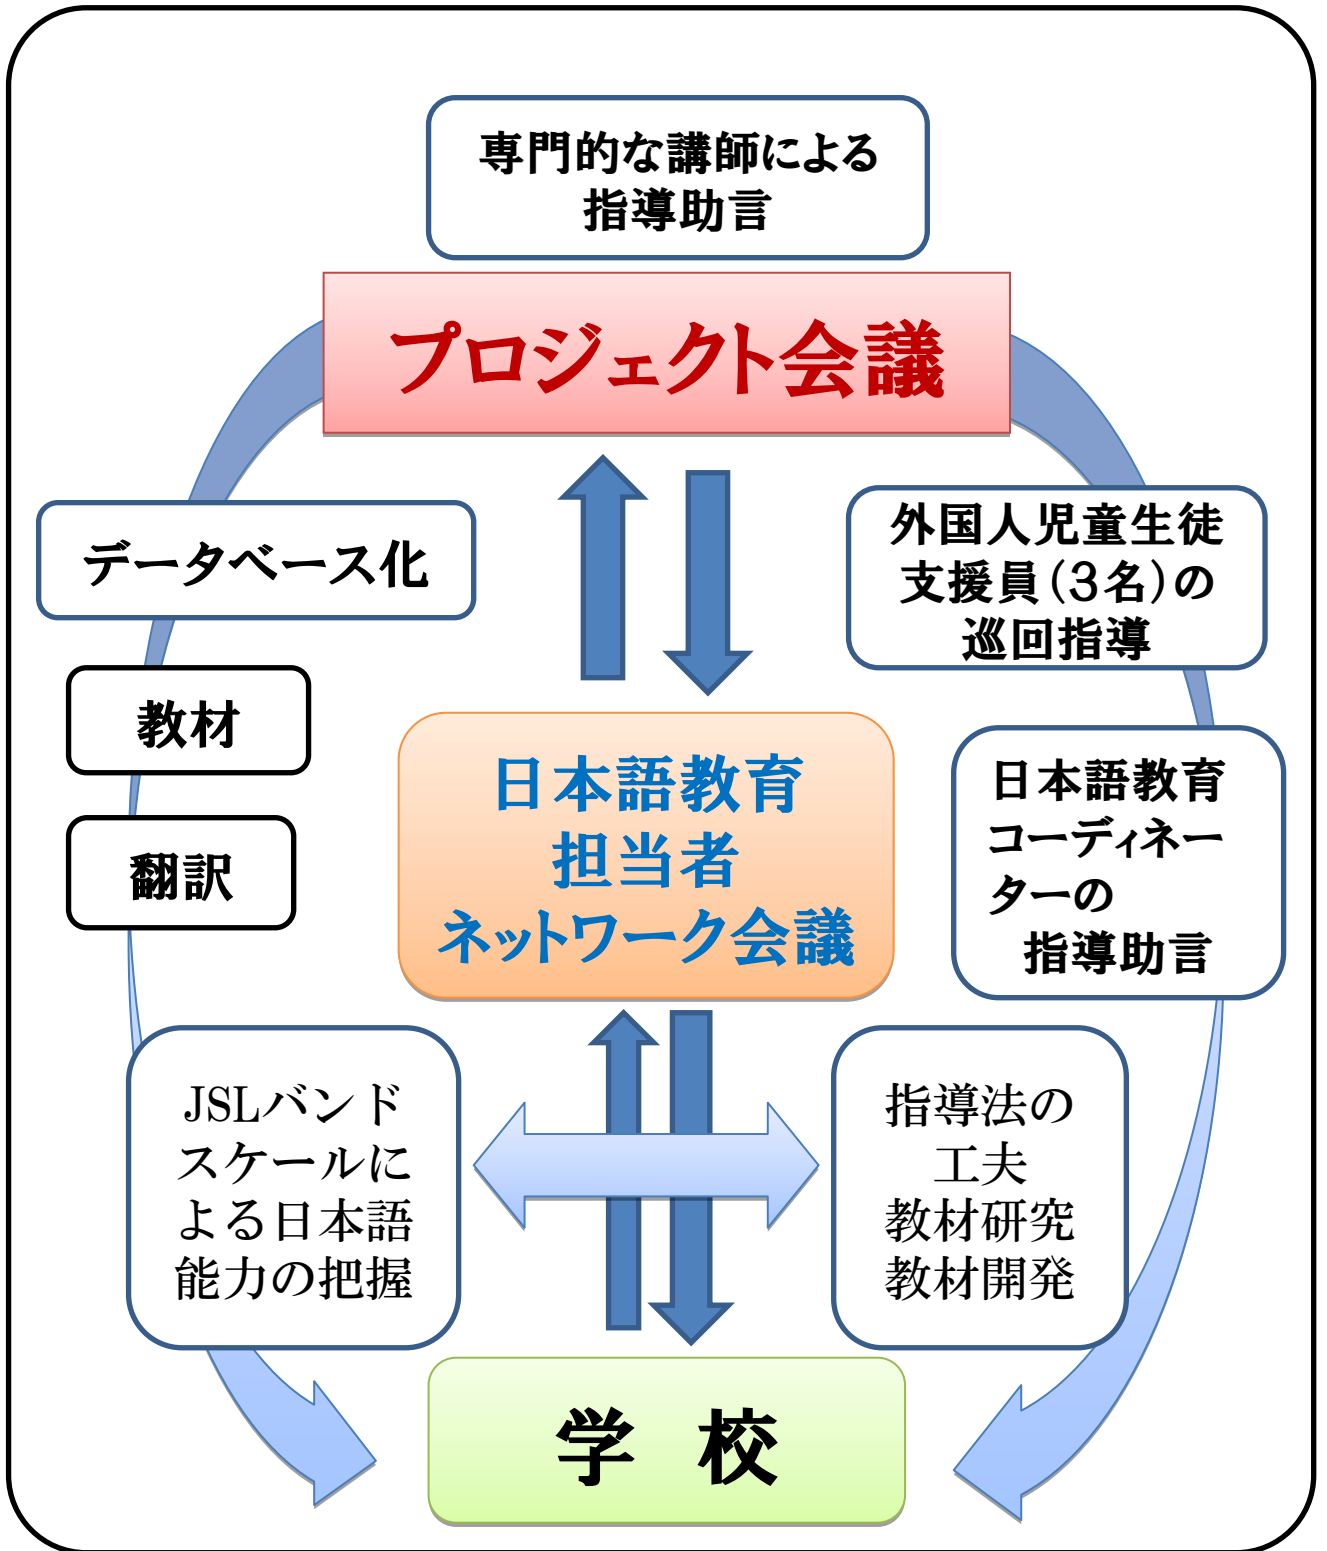 専門的な講師による
指導助言
プロジェクト会議
データベース化
教材
翻訳
外国人児童生徒
支援員(3名)の
巡回指導
日本語教育
担当者
ネットワーク会議
日本語教育
コーディネー
ターの
指導助言
JSLバンド
スケールに
よる日本語
能力の把握
指導法の
工夫
教材研究
教材開発
学 校